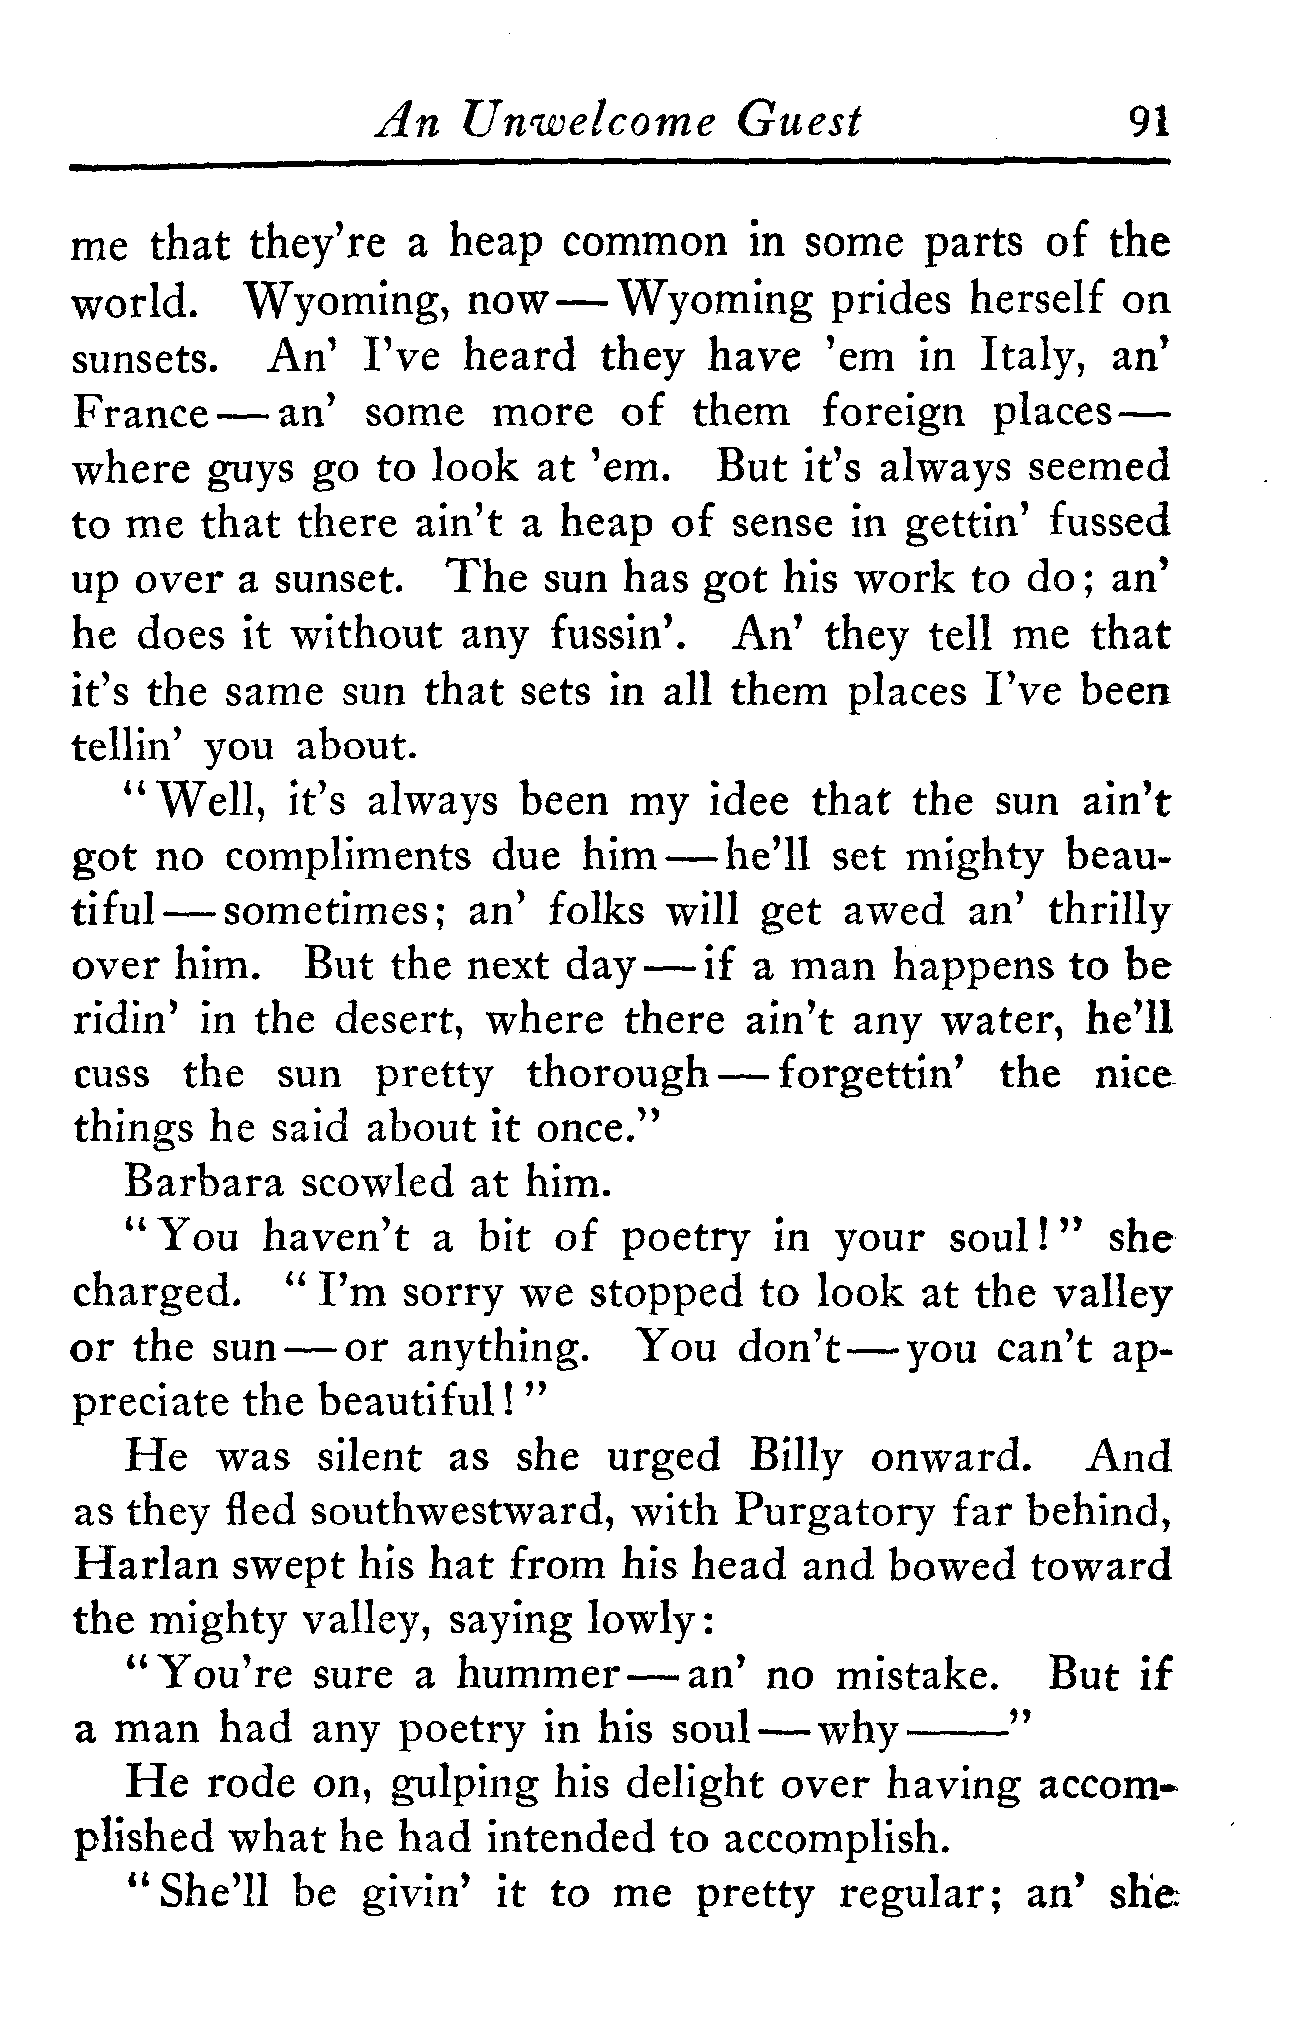 An Unwelcome Guest 91
me that they're a heap common in some parts of the
world. Wyoming, now—Wyoming prides herself on
sunsets. An' I've heard they have 'em in Italy, an'
France—an' some more of them foreign places—
where guys go to look at 'em. But it's always seemed
to me that there ain't a heap of sense in gettin' fussed
up over a sunset. The sun has got his work to do; an'
he does it without any fussin'. An' they tell me that
it's the same sun that sets in all them places I've been
tellin' you about.
"Well, it's always been my idee that the sun ain't
got no compliments due him—he'll set mighty beau-
tiful—sometimes; an' folks will get awed an' thrilly
over him. But the next day—if a man happens to be
ridin' in the desert, where there ain't any water, he'll
cuss the sun pretty thorough—forgettin' the nice
things he said about it once."
Barbara scowled at him.
"You haven't a bit of poetry in your soul!" she
charged. "I'm sorry we stopped to look at the valley
or the sun—or anything. You don't—you can't ap-
preciate the beautiful!"
He was silent as she urged Billy onward. And
as they fled southwestward, with Purgatory far behind,
Harlan swept his hat from his head and bowed toward
the mighty valley, saying lowly:
"You're sure a hummer—an' no mistake. But if
a man had any poetry in his soul—why——"
He rode on, gulping his delight over having accom-
plished what he had intended to accomplish.
"She'll be givin' it to me pretty regular; an' she